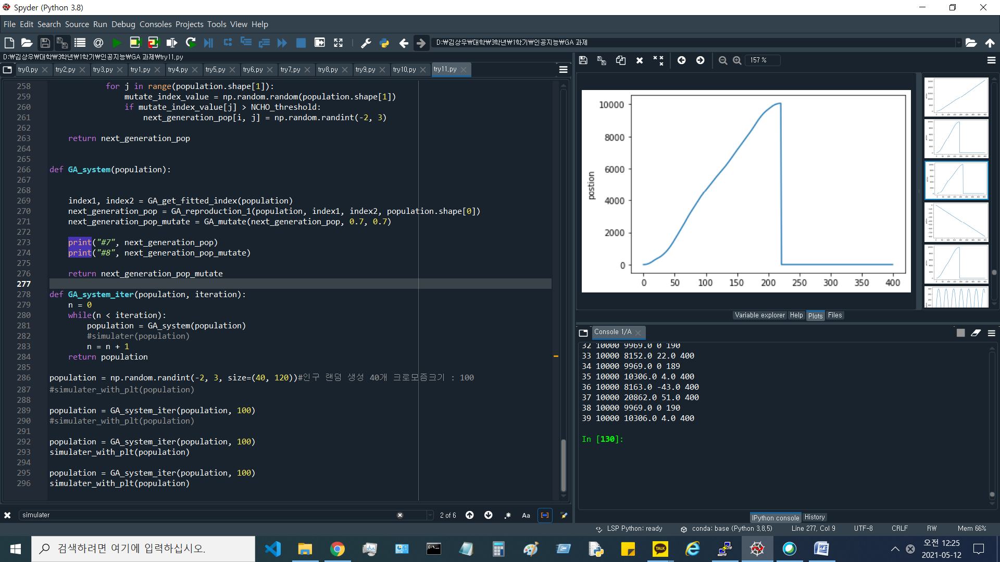 Spyder (Python 3.8)
File Edit Search Source Run Debug Consoles Projects Tools View Help
D:\김상우\대학\3학년\1학기\인공지능\GA 과제
D:\김상우\대학\3학년\1학기\인공지능\GA 과제\try11.py
try0.py try2.py try3.py try1.py try4.py try5.py try6.py try7.py try8.py try9.py try10.py try11.py
258 for j in range(population.shape[1]):
259 mutate_index_value = np.random.random(population.shape[1])
260 if mutate_index_value[j] > NCHO_threshold:
261 next_generation_pop[i, j] = np.random.randint(-2, 3)
262
263 return next_generation_pop
264
265
266 def GA_system(population):
267
268
269 index1, index2 = GA_get_fitted_index(population)
270 next_generation_pop = GA_reproduction_1(population, index1, index2, population.shape[0])
271 next_generation_pop_mutate = GA_mutate(next_generation_pop, 0.7, 0.7)
272
273 print("#7", next_generation_pop)
274 print("#8", next_generation_pop_mutate)
275
276 return next_generation_pop_mutate
277
278 def GA_system_iter(population, iteration):
279 n = 0
280 while(n < iteration):
281 population = GA_system(population)
282 #simulater(population)
283 n = n + 1
284 return population
285
286 population = np.random.randint(-2, 3, size=(40, 120))#인구 랜덤 생성 40개 크로모좀크기 : 100
287 #simulater_with_plt(population)
288
289 population = GA_system_iter(population, 100)
290 #simulater_with_plt(population)
291
292 population = GA_system_iter(population, 100)
293 simulater_with_plt(population)
294
295 population = GA_system_iter(population, 100)
296 simulater_with_plt(population)
simulater
2 of 6
.* Aa
157 %
10000
8000
6000
4000
2000
0
postion
0 50 100 150 200 250 300 350 400
Variable explorer Help Plots Files
Console 1/A
32 10000 9969.0 0 190
33 10000 8152.0 22.0 400
34 10000 9969.0 0 189
35 10000 10306.0 4.0 400
36 10000 8163.0 -43.0 400
37 10000 20862.0 51.0 400
38 10000 9969.0 0 190
39 10000 10306.0 4.0 400
In [130]:
IPython console History
LSP Python: ready conda: base (Python 3.8.5) Line 277, Col 9 UTF-8 CRLF RW Mem 66%
검색하려면 여기에 입력하십시오.
TALK
오전 12:25
2021-05-12